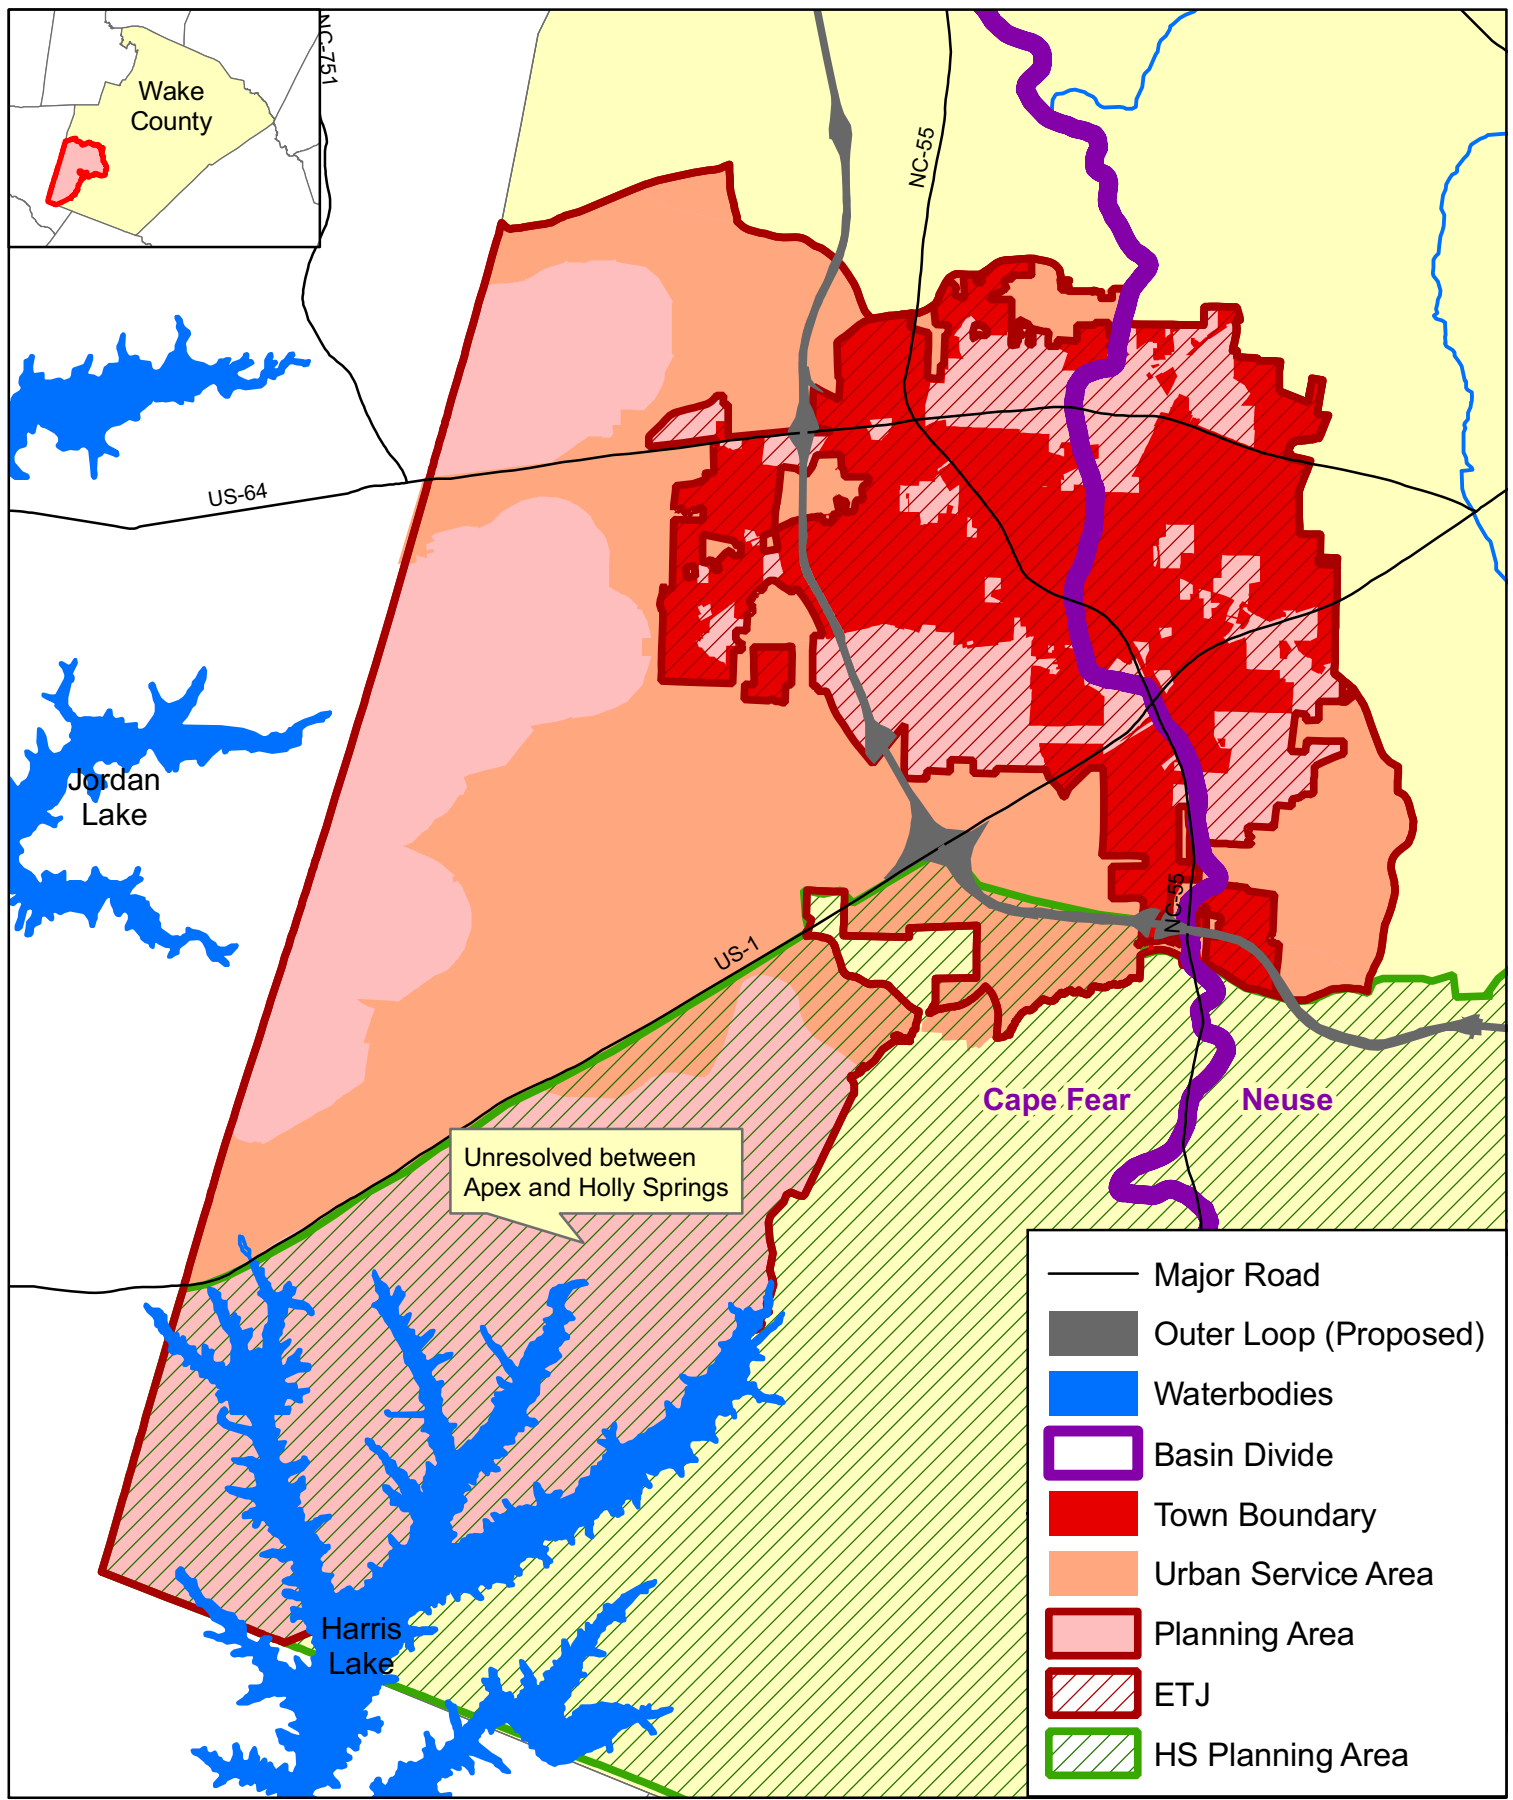 NC-751
Wake
County
NC-55
US-64
Jordan
Lake
NC-55
US-1
Cape Fear
Neuse
Unresolved between
Apex and Holly Springs
Harris
Lake
Major Road
Outer Loop (Proposed)
Waterbodies
Basin Divide
Town Boundary
Urban Service Area
Planning Area
ETJ
HS Planning Area